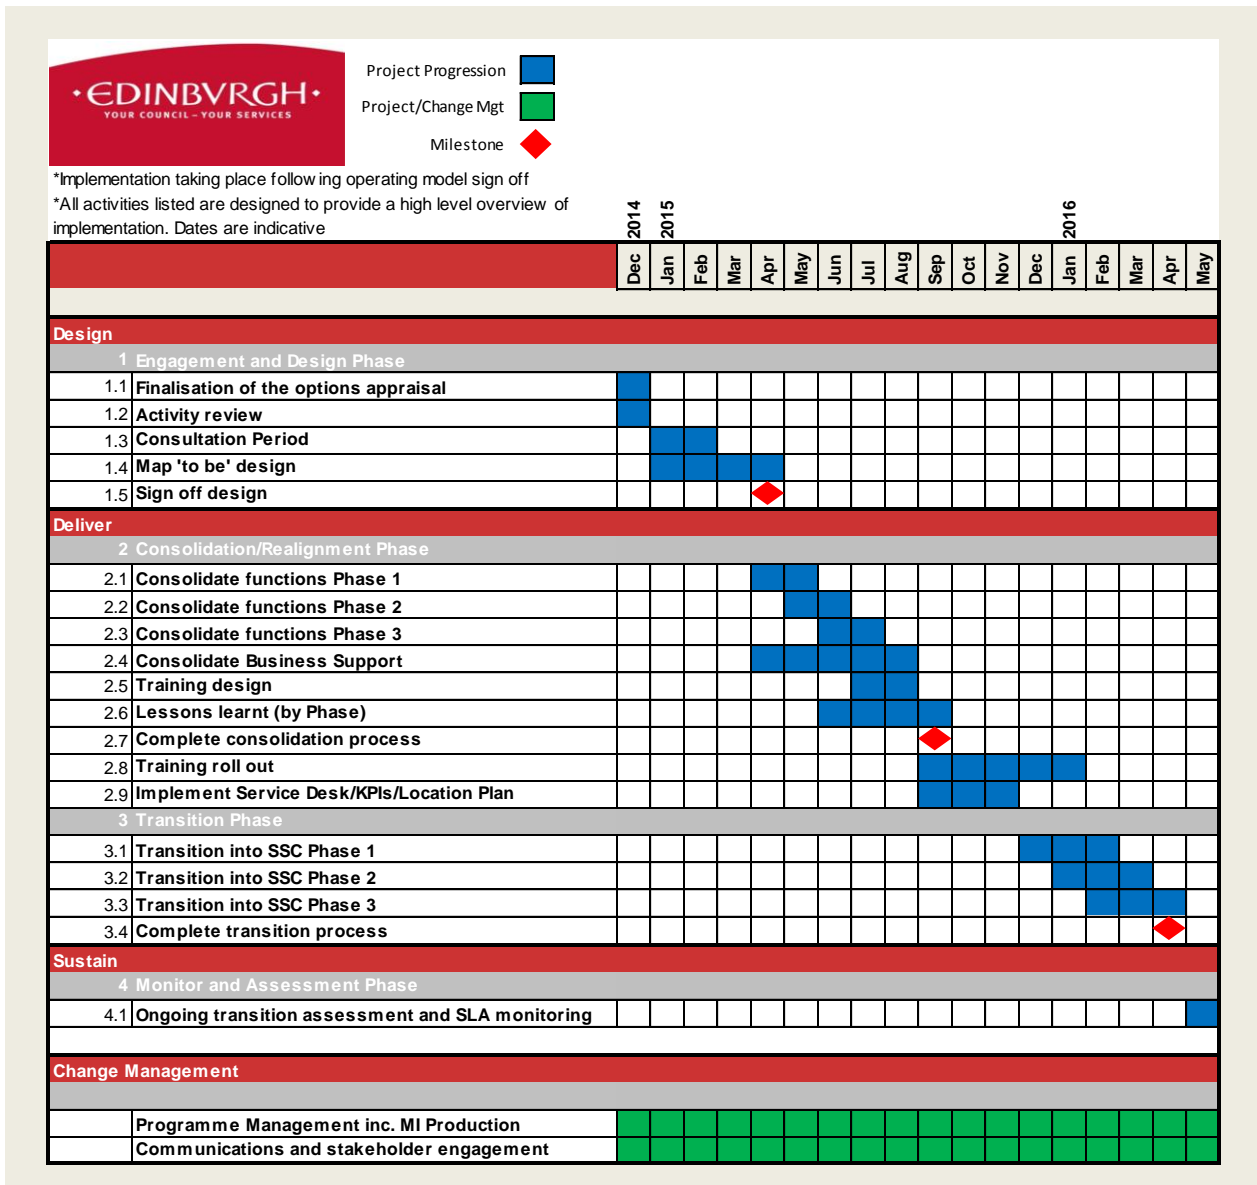 •EDINBVRGH•
YOUR COUNCIL – YOUR SERVICES
Project Progression
Project/Change Mgt
Milestone
*Implementation taking place following operating model sign off
*All activities listed are designed to provide a high level overview of
implementation. Dates are indicative
2014 2015 2016
Dec Jan Feb Mar Apr May Jun Jul Aug Sep Oct Nov Dec Jan Feb Mar Apr May
Design
1 Engagement and Design Phase
1.1 Finalisation of the options appraisal
1.2 Activity review
1.3 Consultation Period
1.4 Map 'to be' design
1.5 Sign off design
Deliver
2 Consolidation/Realignment Phase
2.1 Consolidate functions Phase 1
2.2 Consolidate functions Phase 2
2.3 Consolidate functions Phase 3
2.4 Consolidate Business Support
2.5 Training design
2.6 Lessons learnt (by Phase)
2.7 Complete consolidation process
2.8 Training roll out
2.9 Implement Service Desk/KPIs/Location Plan
3 Transition Phase
3.1 Transition into SSC Phase 1
3.2 Transition into SSC Phase 2
3.3 Transition into SSC Phase 3
3.4 Complete transition process
Sustain
4 Monitor and Assessment Phase
4.1 Ongoing transition assessment and SLA monitoring
Change Management
Programme Management inc. MI Production
Communications and stakeholder engagement